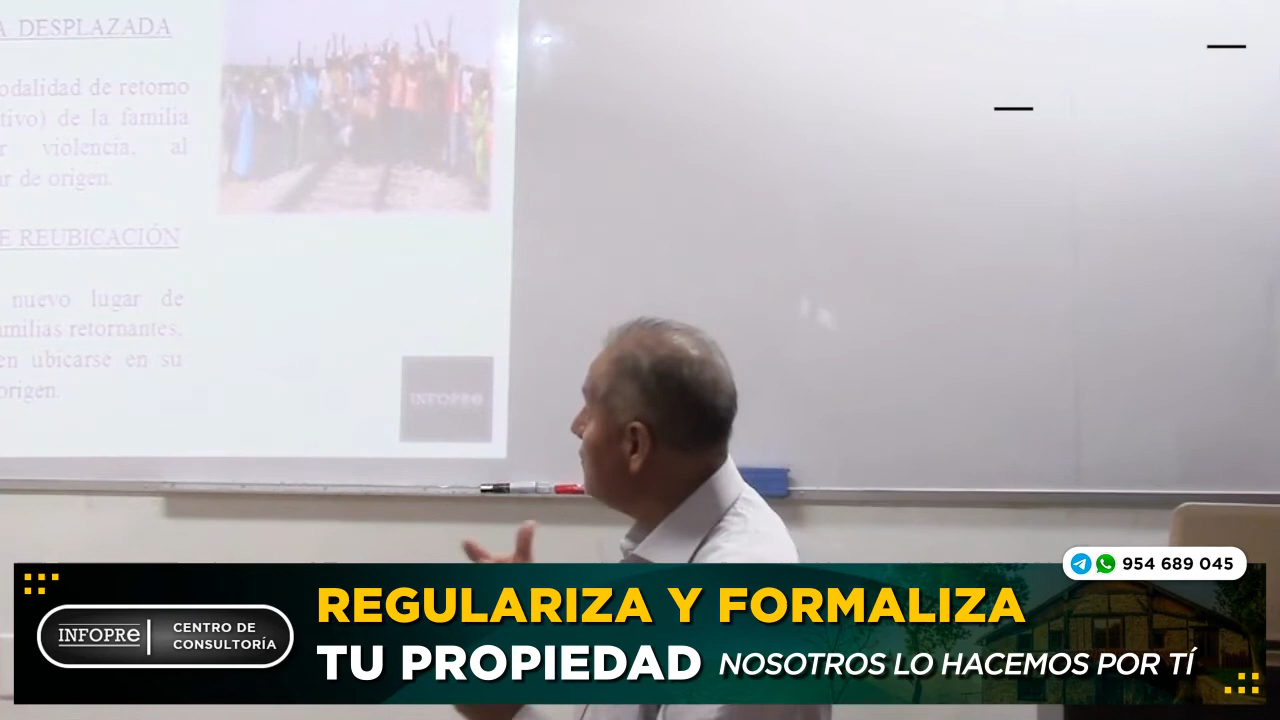 A DESPLAZADA
odalidad de retorno
tivo) de la familia
r violencia, al
ar de origen.
E REUBICACIÓN
nuevo lugar de
amilias retornantes,
en ubicarse en su
origen.
INFOPRe
954 689 045
REGULARIZA Y FORMALIZA
INFOPRe
CENTRO DE
CONSULTORÍA
TU PROPIEDAD NOSOTROS LO HACEMOS POR TÍ